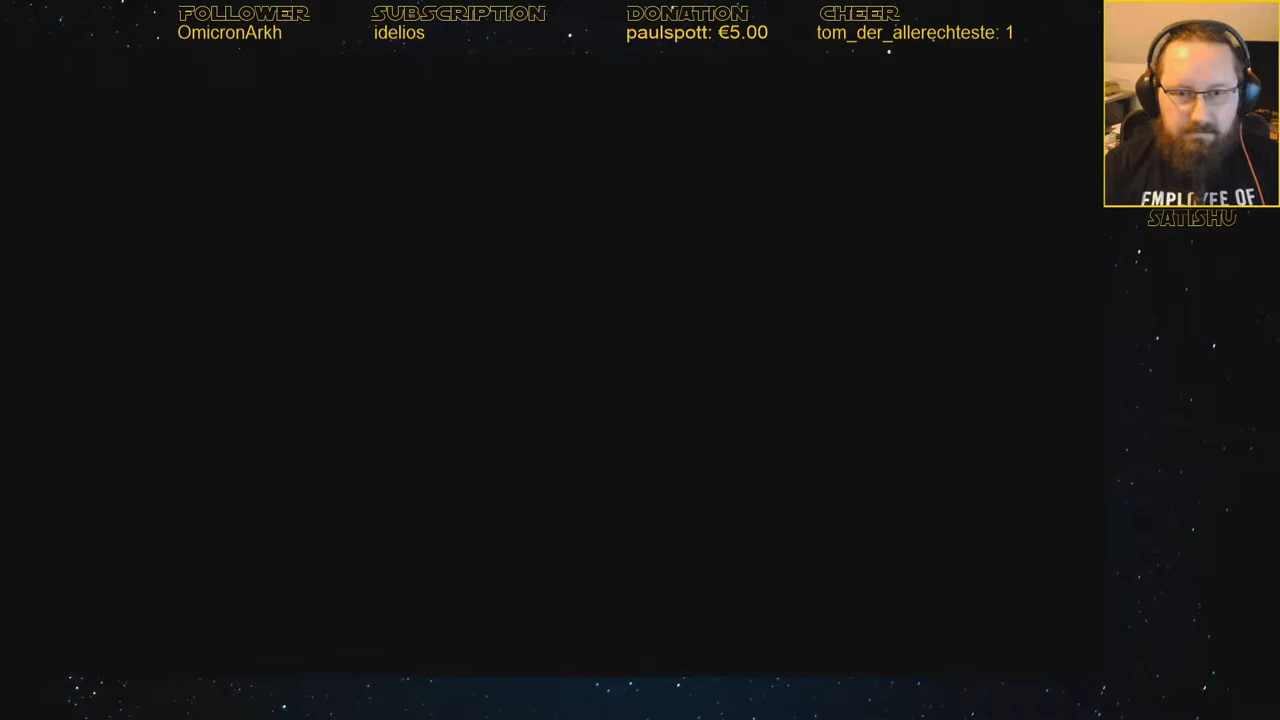 FOLLOWER SUBSCRIPTION DONATION CHEER
OmicronArkh idelios paulspott: €5.00 tom_der_allerechteste: 1
EMPLOYEE OF
SATISHU